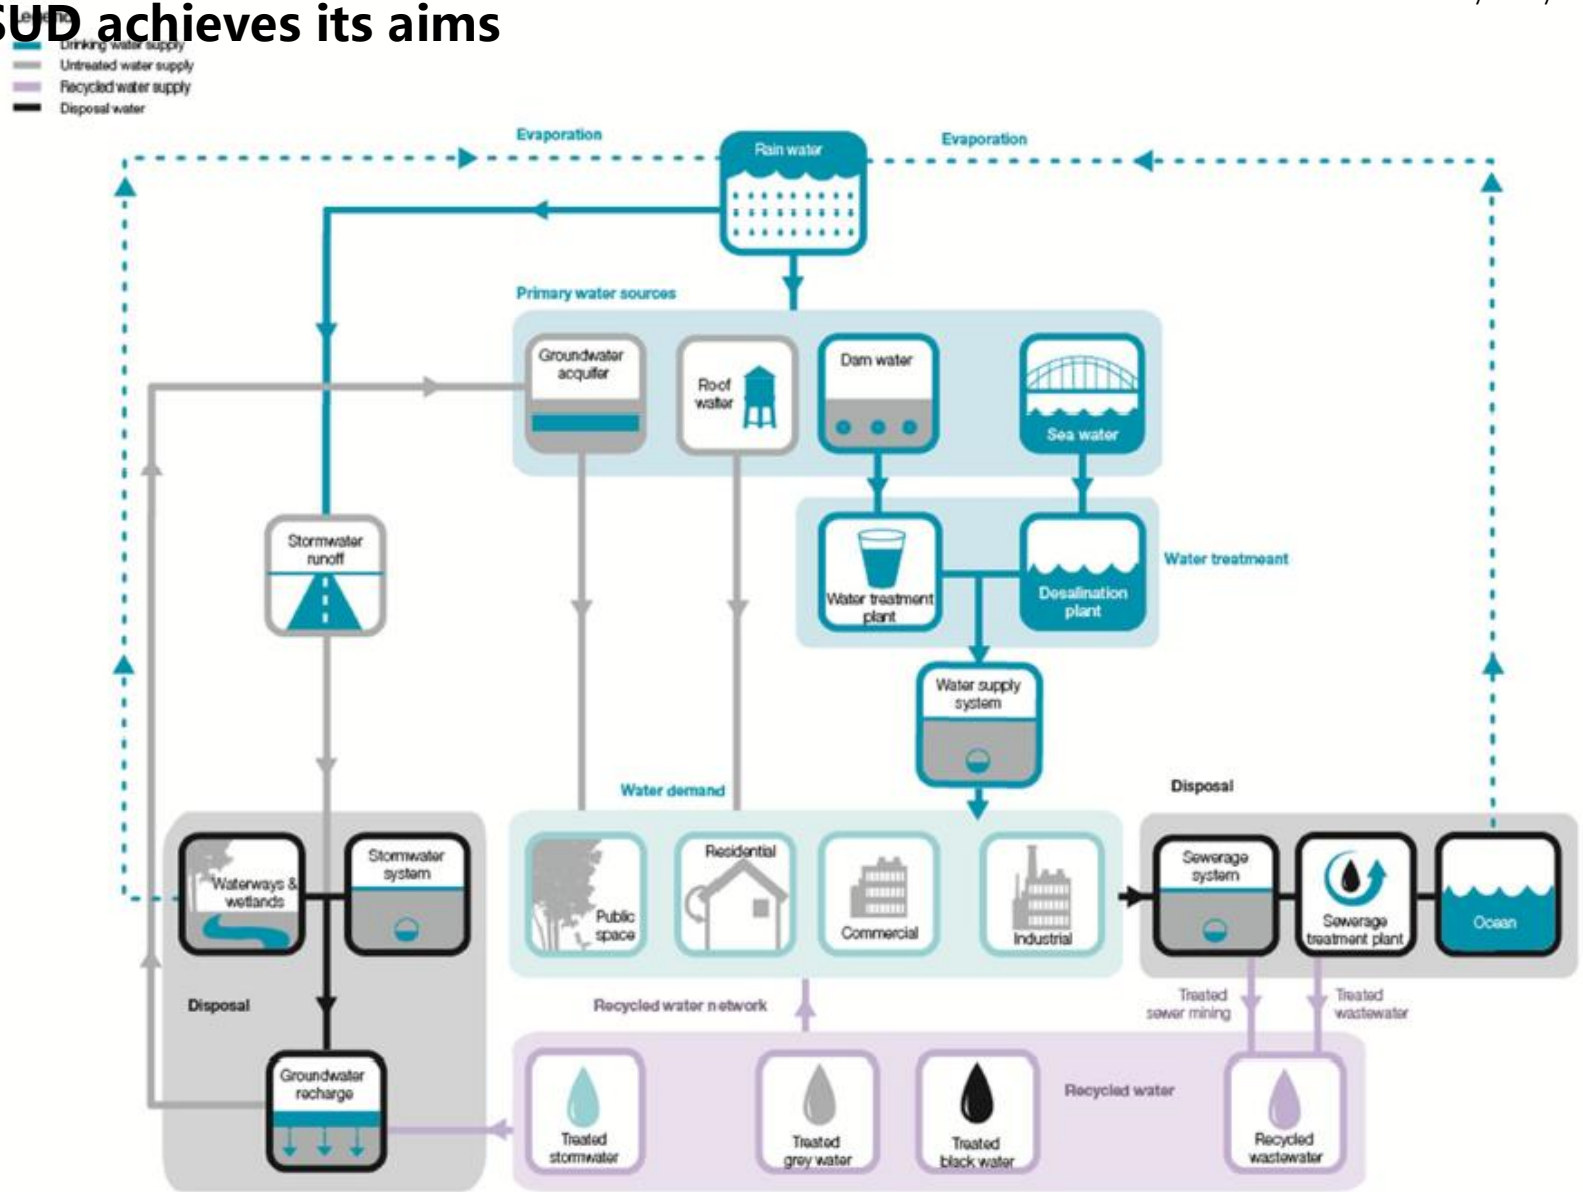 SUD achieves its aims
Legend
Drinking water supply
Untreated water supply
Recycled water supply
Disposal water
Evaporation
Rain water
Evaporation
Primary water sources
Groundwater
acquifer
Roof
water
Dam water
Sea water
Stormwater
runoff
Water treatment
plant
Desalination
plant
Water treatmeant
Water supply
system
Water demand
Disposal
Waterways &
wetlands
Stormwater
system
Public
space
Residential
Commercial
Industrial
Sewerage
system
Sewerage
treatment plant
Ocean
Disposal
Recycled water network
Treated
sewer mining
Treated
wastewater
Groundwater
recharge
Treated
stormwater
Treated
grey water
Treated
black water
Recycled water
Recycled
wastewater